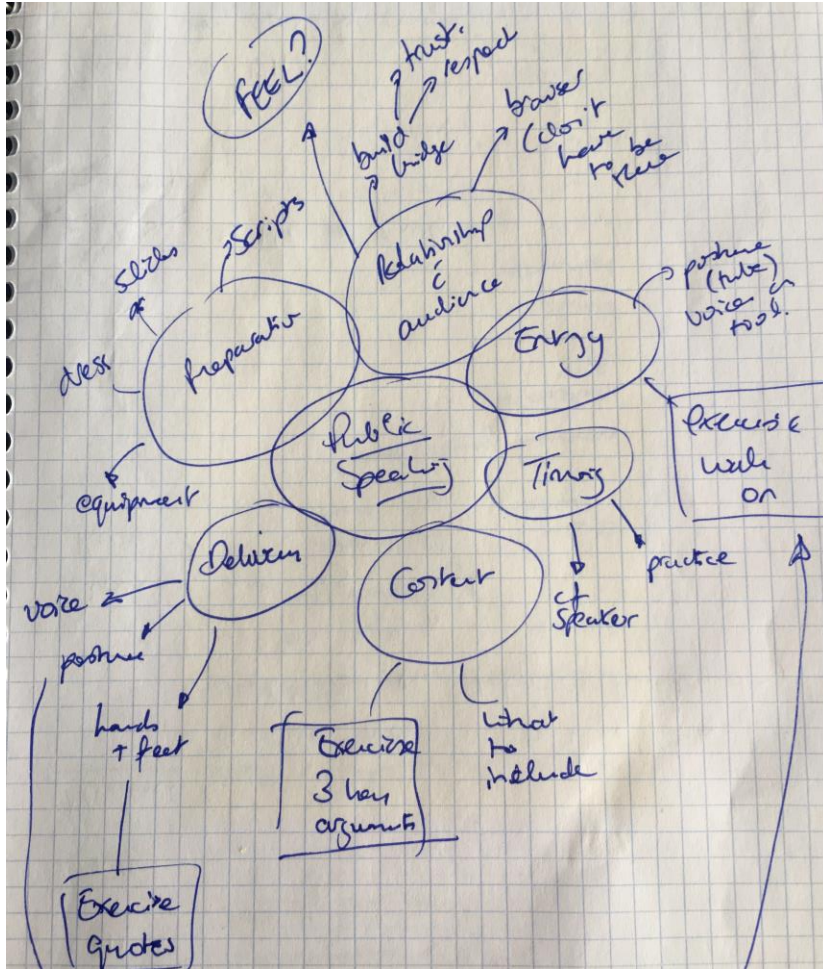 FEEL?
trust.
respect
build
bridge
browser
(don't
have
to be
there
Scripts
Slides
dress
equipment
Preparation
Relationship
audience
Energy
posture
(tube)
voice
tool.
Exercise
walk
on
Public
Speaking
Timing
practice
speaker
Delivery
voice
posture
hands
+ feet
Exercise
quotes
Content
Exercise
3 key
arguments
what
to
include